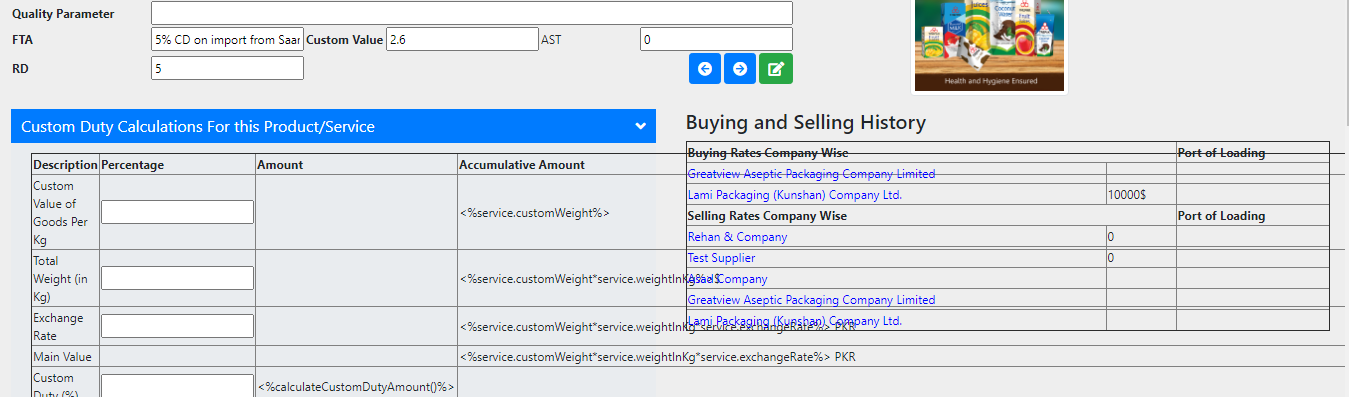 Quality Parameter
FTA 5% CD on import from Saar Custom Value 2.6 AST 0
RD 5
Health and Hygiene Ensured
Custom Duty Calculations For this Product/Service
Description Percentage Amount Accumulative Amount
Custom
Value of
Goods Per
Kg
<%service.customWeight%>
Total
Weight (in
Kg)
<%service.customWeight*service.weightInKg%>$
Exchange
Rate
<%service.customWeight*service.weightInKg*service.exchangeRate%> PKR
Main Value <%service.customWeight*service.weightInKg*service.exchangeRate%> PKR
Custom
Duty (%)
<%calculateCustomDutyAmount()%>
Buying and Selling History
Buying Rates Company Wise Port of Loading
Greatview Aseptic Packaging Company Limited
Lami Packaging (Kunshan) Company Ltd. 10000$
Selling Rates Company Wise Port of Loading
Rehan & Company 0
Test Supplier 0
Company
Greatview Aseptic Packaging Company Limited
Lami Packaging (Kunshan) Company Ltd.